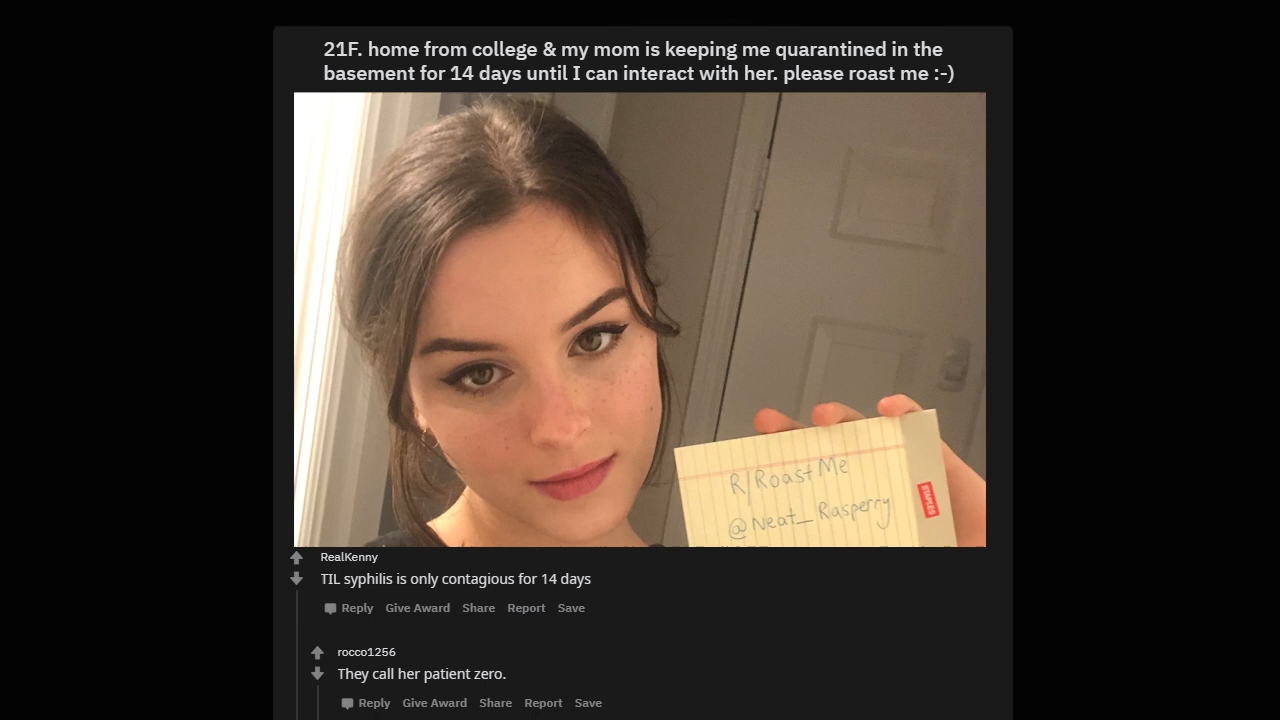 21F. home from college & my mom is keeping me quarantined in the
basement for 14 days until I can interact with her. please roast me :-)
R/RoastMe
@Neat_Rasperry
STAPLES
RealKenny
TIL syphilis is only contagious for 14 days
Reply Give Award Share Report Save
rocco1256
They call her patient zero.
Reply Give Award Share Report Save